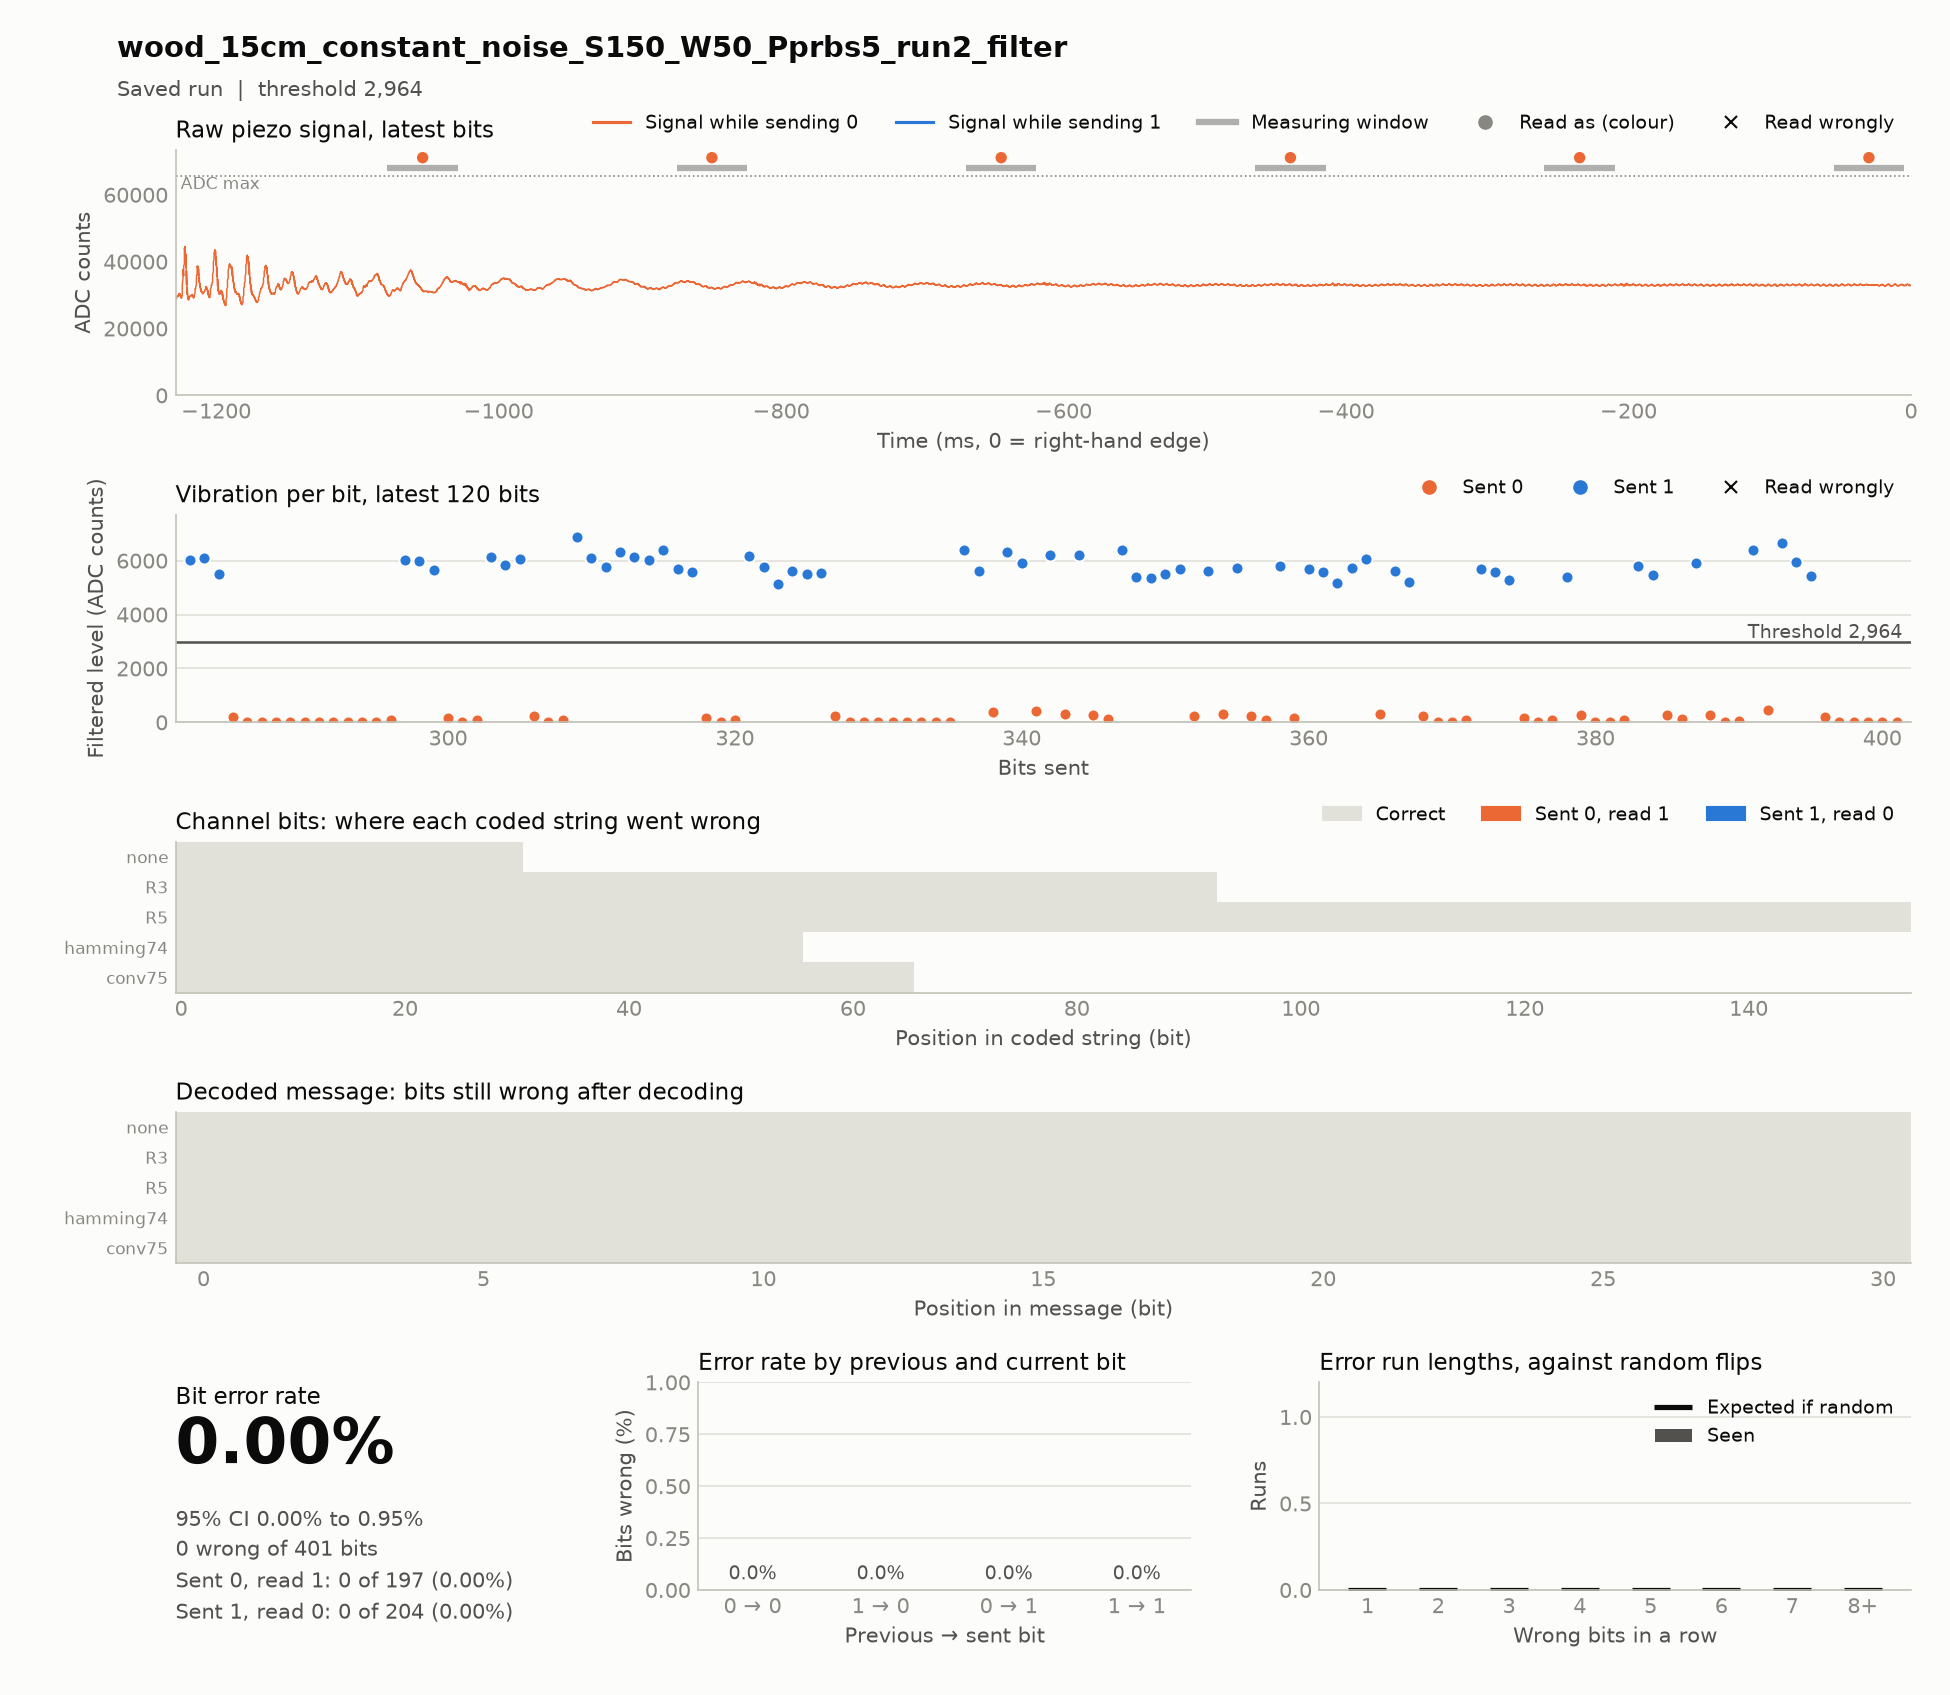 wood_15cm_constant_noise_S150_W50_Pprbs5_run2_filter
Saved run | threshold 2,964
Raw piezo signal, latest bits
Signal while sending 0
Signal while sending 1
Measuring window
Read as (colour)
Read wrongly
ADC max
60000
40000
20000
0
ADC counts
−1200
−1000
−800
−600
−400
−200
0
Time (ms, 0 = right-hand edge)
Vibration per bit, latest 120 bits
Sent 0
Sent 1
Read wrongly
Filtered level (ADC counts)
6000
4000
2000
0
Threshold 2,964
300
320
340
360
380
400
Bits sent
Channel bits: where each coded string went wrong
Correct
Sent 0, read 1
Sent 1, read 0
none
R3
R5
hamming74
conv75
0
20
40
60
80
100
120
140
Position in coded string (bit)
Decoded message: bits still wrong after decoding
none
R3
R5
hamming74
conv75
0
5
10
15
20
25
30
Position in message (bit)
Bit error rate
0.00%
95% CI 0.00% to 0.95%
0 wrong of 401 bits
Sent 0, read 1: 0 of 197 (0.00%)
Sent 1, read 0: 0 of 204 (0.00%)
Error rate by previous and current bit
Bits wrong (%)
1.00
0.75
0.50
0.25
0.00
0.0%
0.0%
0.0%
0.0%
0 → 0
1 → 0
0 → 1
1 → 1
Previous → sent bit
Error run lengths, against random flips
Expected if random
Seen
Runs
1.0
0.5
0.0
1
2
3
4
5
6
7
8+
Wrong bits in a row